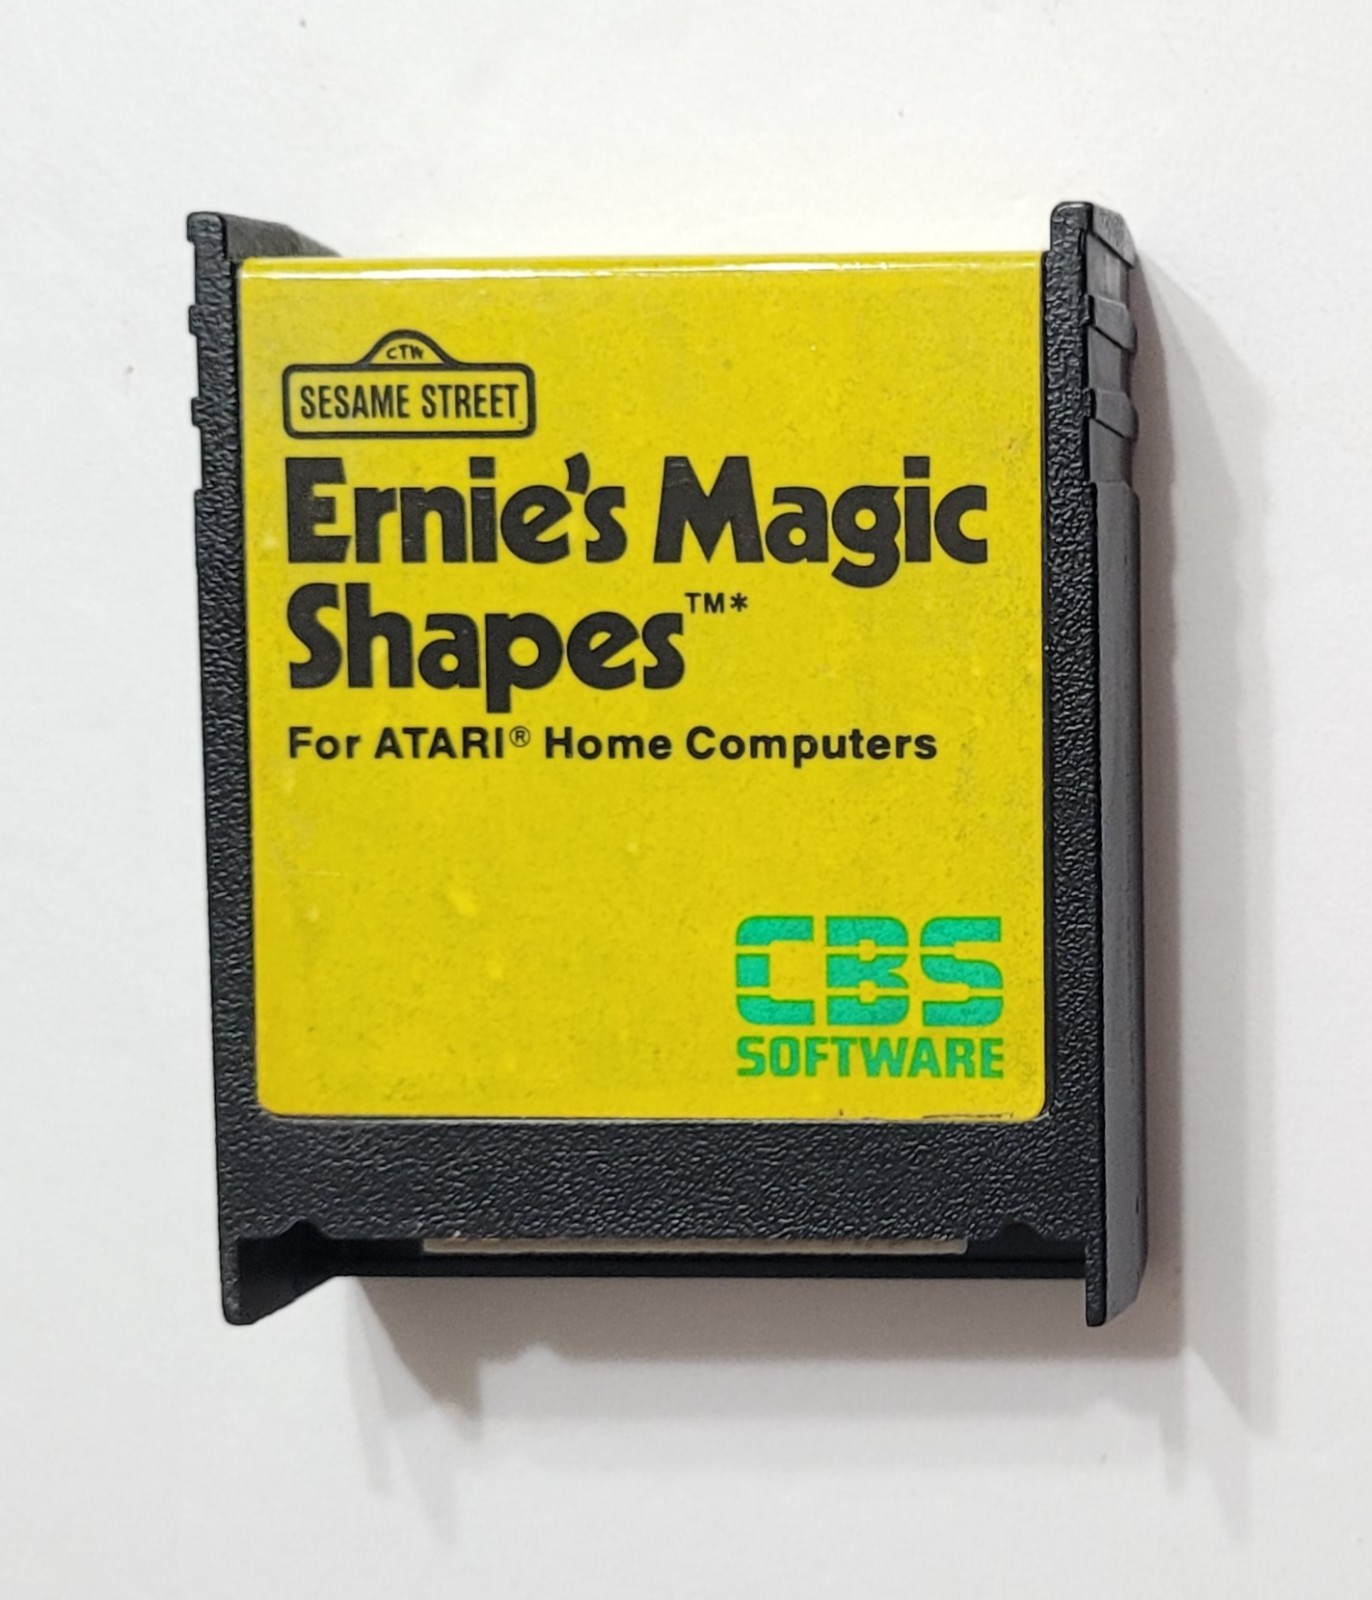 CTW
SESAME STREET
Ernie's Magic
Shapes™*
For ATARI® Home Computers
CBS
SOFTWARE